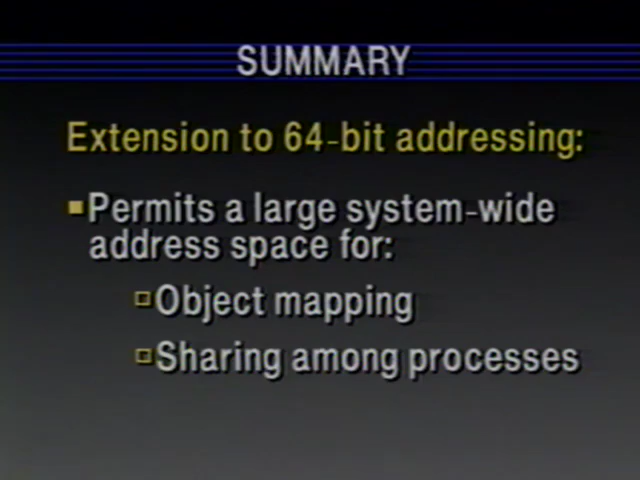 SUMMARY
Extension to 64-bit addressing:
Permits a large system-wide
address space for:
Object mapping
Sharing among processes